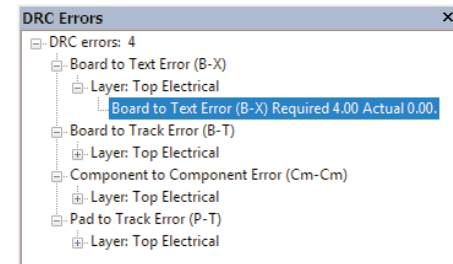 DRC Errors
DRC errors: 4
Board to Text Error (B-X)
Layer: Top Electrical
Board to Text Error (B-X) Required 4.00 Actual 0.00.
Board to Track Error (B-T)
Layer: Top Electrical
Component to Component Error (Cm-Cm)
Layer: Top Electrical
Pad to Track Error (P-T)
Layer: Top Electrical